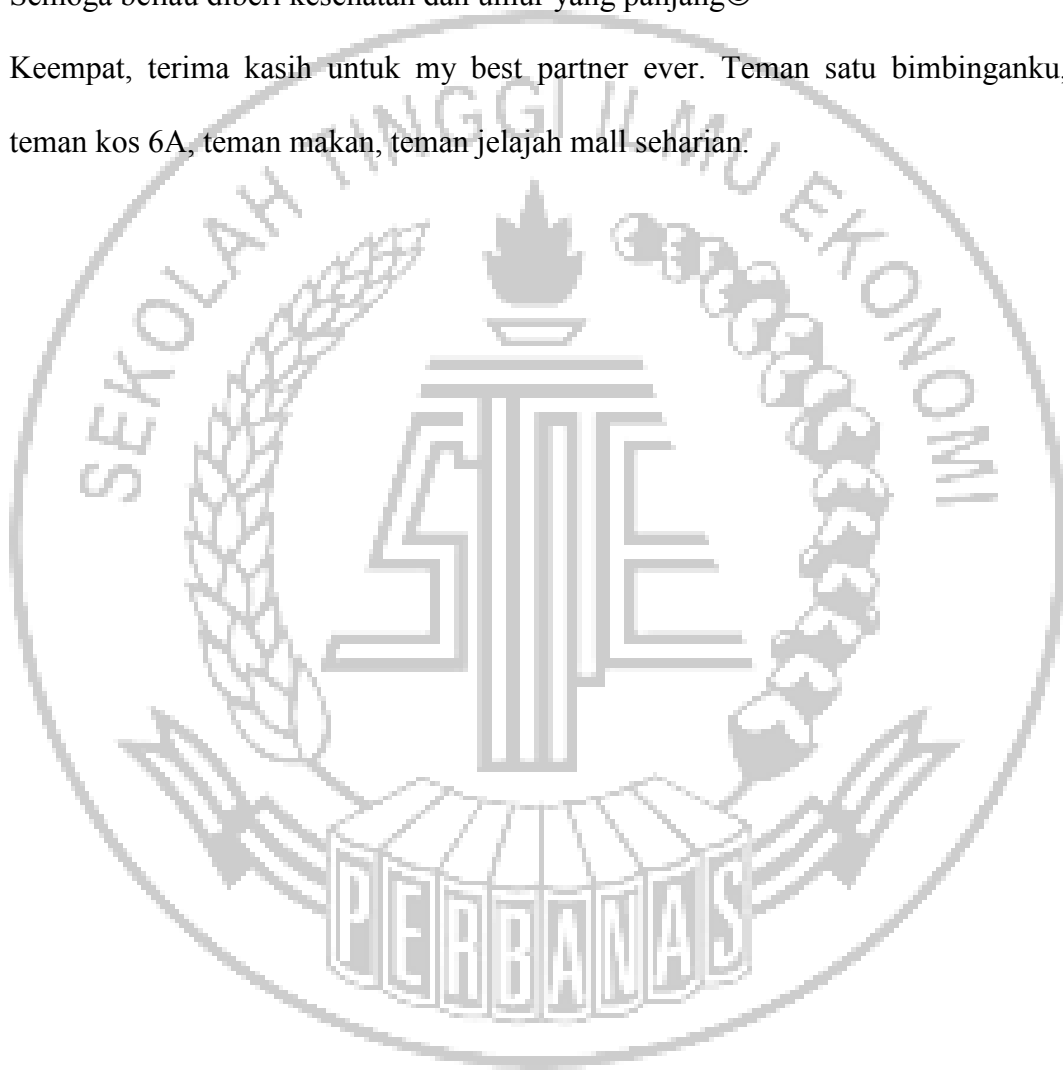 Semoga beliau diberi kesehatan dan umur yang panjang☺
Keempat, terima kasih untuk my best partner ever. Teman satu bimbinganku,
teman kos 6A, teman makan, teman jelajah mall seharian.
SEKOLAH TINGGI ILMU EKONOMI
STIE
PERBANAS